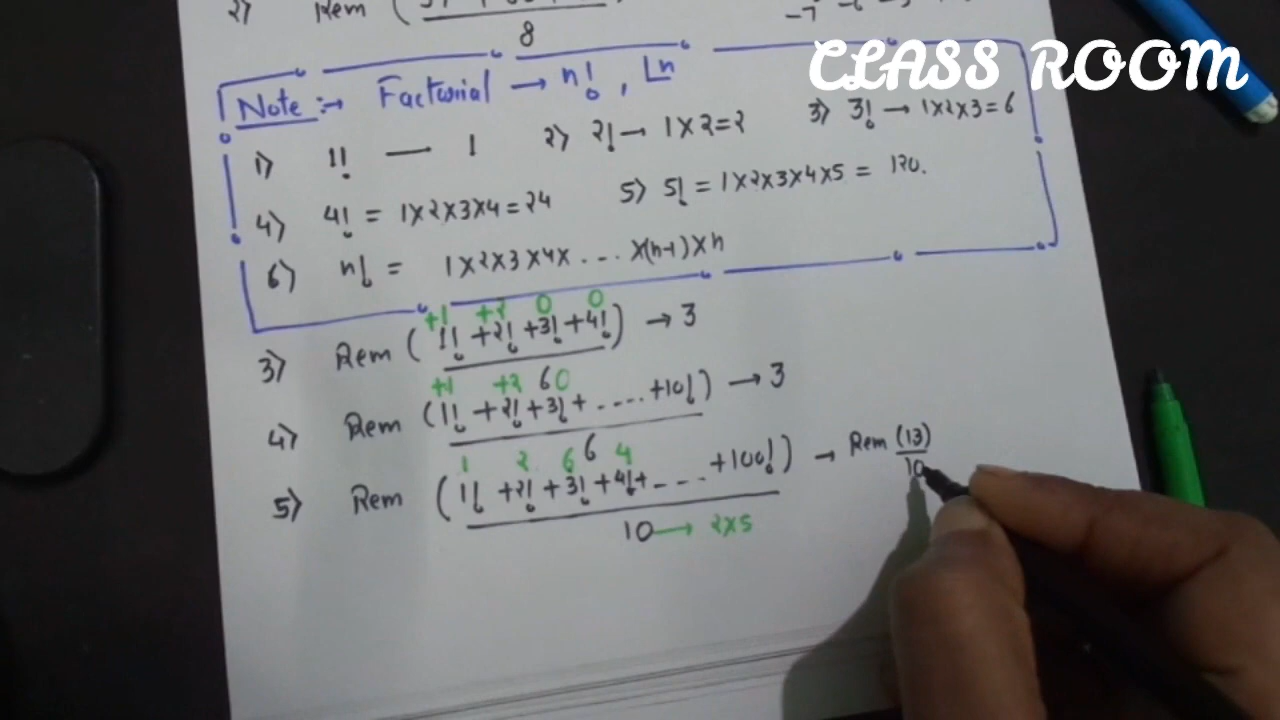 2) Rem (
8
CLASS ROOM
Note :→ Factorial → n! , ⌊n
1) 1! — 1 2) 2! → 1×2=2 3) 3! → 1×2×3=6
4) 4! = 1×2×3×4=24 5) 5! = 1×2×3×4×5 = 120.
6) n! = 1×2×3×4× ... ×(n-1)×n
+1 +2 0 0
3) Rem (1! +2! +3! +4!) → 3
6
+1 +2 0
4) Rem (1! +2! +3! + .... +10!) → 3
6
1 2 6 4
5) Rem (1! +2! +3! +4!+ --- +100!) → Rem (13)
10
10 → 2×5